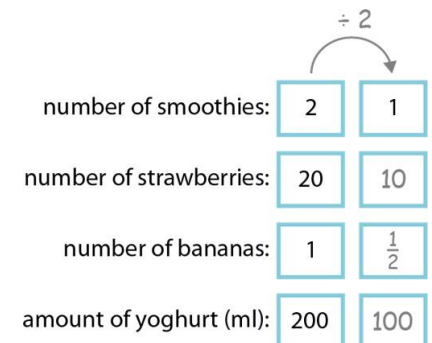 ÷ 2
number of smoothies: 2 1
number of strawberries: 20 10
number of bananas: 1 1/2
amount of yoghurt (ml): 200 100